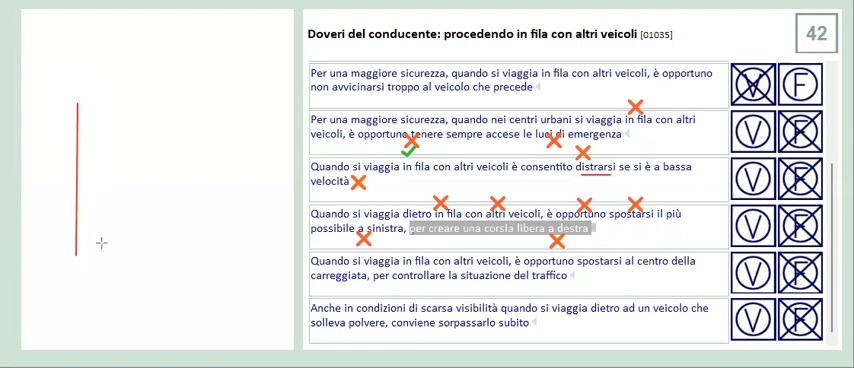 Doveri del conducente: procedendo in fila con altri veicoli [01035]
42
Per una maggiore sicurezza, quando si viaggia in fila con altri veicoli, è opportuno
non avvicinarsi troppo al veicolo che precede
V F
Per una maggiore sicurezza, quando nei centri urbani si viaggia in fila con altri
veicoli, è opportuno tenere sempre accese le luci di emergenza
V F
Quando si viaggia in fila con altri veicoli è consentito distrarsi se si è a bassa
velocità
V F
Quando si viaggia dietro in fila con altri veicoli, è opportuno spostarsi il più
possibile a sinistra, per creare una corsia libera a destra
V F
Quando si viaggia in fila con altri veicoli, è opportuno spostarsi al centro della
carreggiata, per controllare la situazione del traffico
V F
Anche in condizioni di scarsa visibilità quando si viaggia dietro ad un veicolo che
solleva polvere, conviene sorpassarlo subito
V F